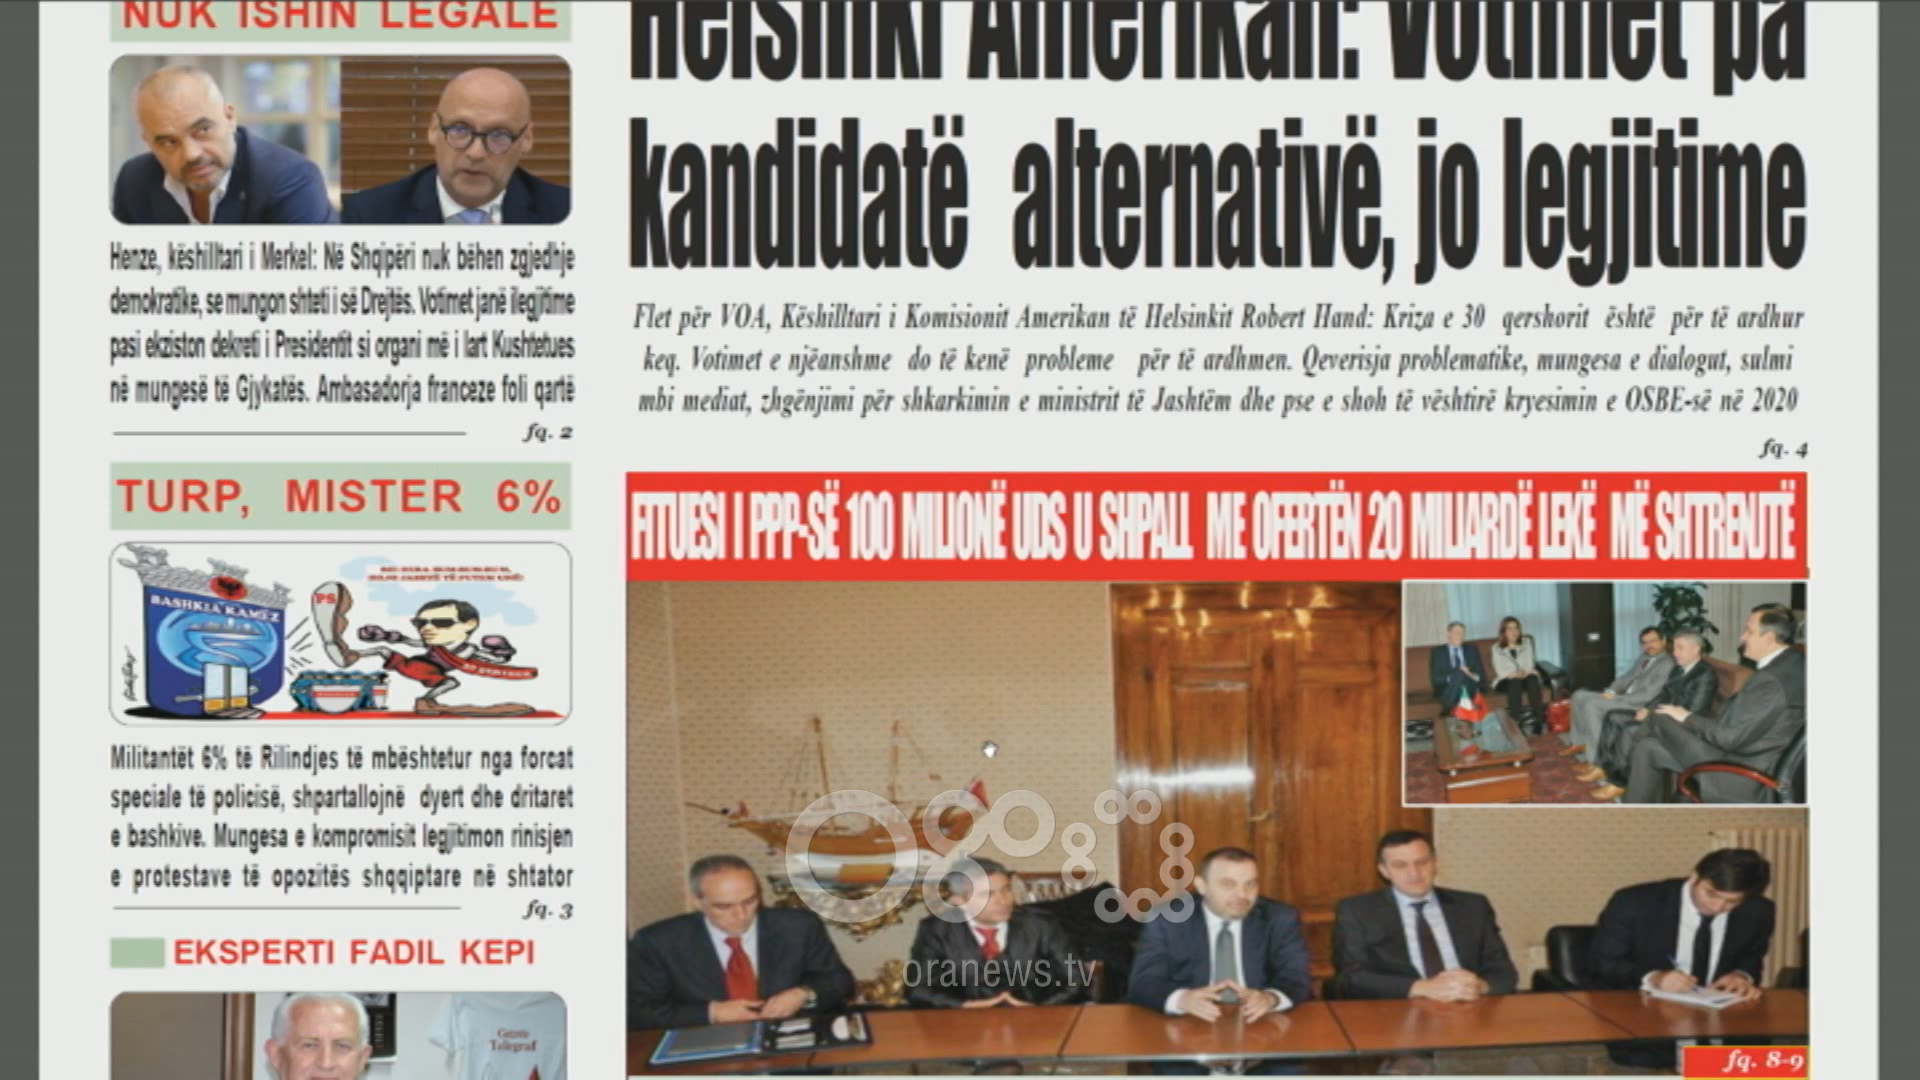 NUK ISHIN LEGALE
Henze, këshilltari i Merkel: Në Shqipëri nuk bëhen zgjedhje
demokratike, se mungon shteti i së Drejtës. Votimet janë ilegjitime
pasi ekziston dekreti i Presidentit si organi më i lart Kushtetues
në mungesë të Gjykatës. Ambasadorja franceze foli qartë
fq. 2
TURP, MISTER 6%
BASHKIA KAMEZ
PS
Militantët 6% të Rilindjes të mbështetur nga forcat
speciale të policisë, shpartallojnë dyert dhe dritaret
e bashkive. Mungesa e kompromisit legjitimon rinisjen
e protestave të opozitës shqqiptare në shtator
fq. 3
EKSPERTI FADIL KEPI
Gazeta
Telegraf
Helsinki Amerikan: Votimet pa
kandidatë alternativë, jo legjitime
Flet për VOA, Këshilltari i Komisionit Amerikan të Helsinkit Robert Hand: Kriza e 30 qershorit është për të ardhur
keq. Votimet e njëanshme do të kenë probleme për të ardhmen. Qeverisja problematike, mungesa e dialogut, sulmi
mbi mediat, zhgënjimi për shkarkimin e ministrit të Jashtëm dhe pse e shoh të vështirë kryesimin e OSBE-së në 2020
fq. 4
FITUESI I PPP-SË 100 MILIONË UDS U SHPALL ME OFERTËN 20 MILIARDË LEKË MË SHTRENJTË
oranews.tv
fq. 8-9